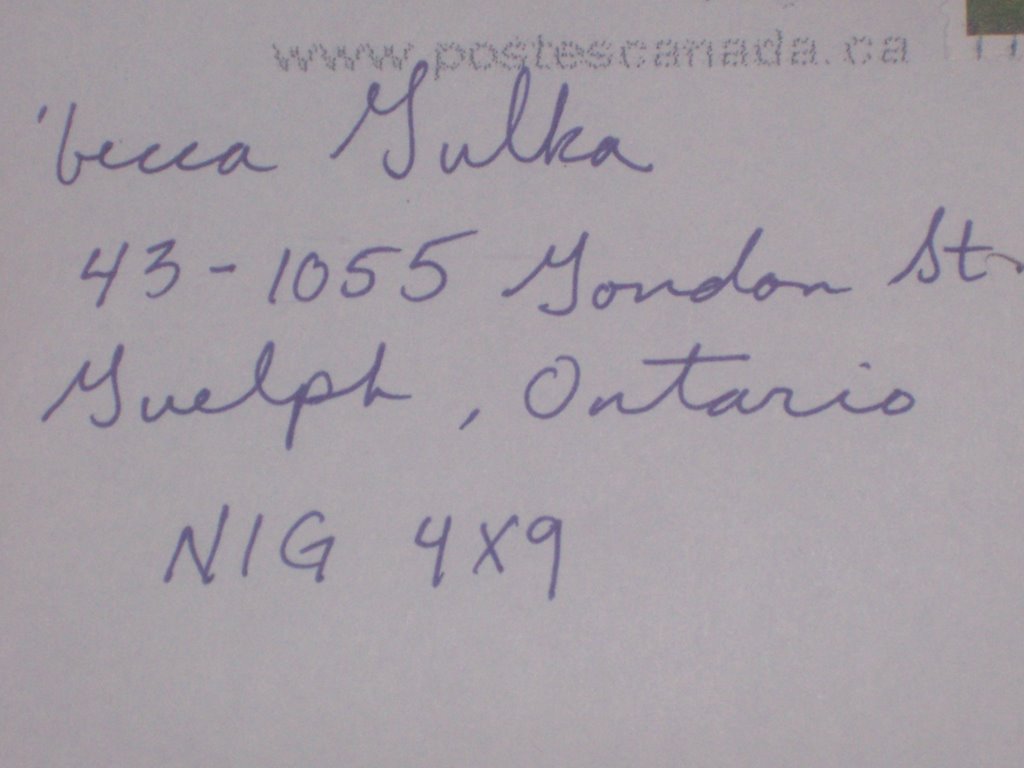 www.postescanada.ca
'becca Gulka
43-1055 Gordon St
Guelph, Ontario
N1G 4X9